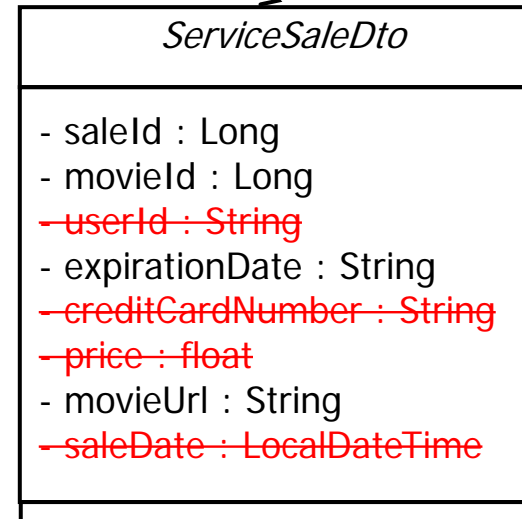 ServiceSaleDto
- saleId : Long
- movieId : Long
- userId : String
- expirationDate : String
- creditCardNumber : String
- price : float
- movieUrl : String
- saleDate : LocalDateTime